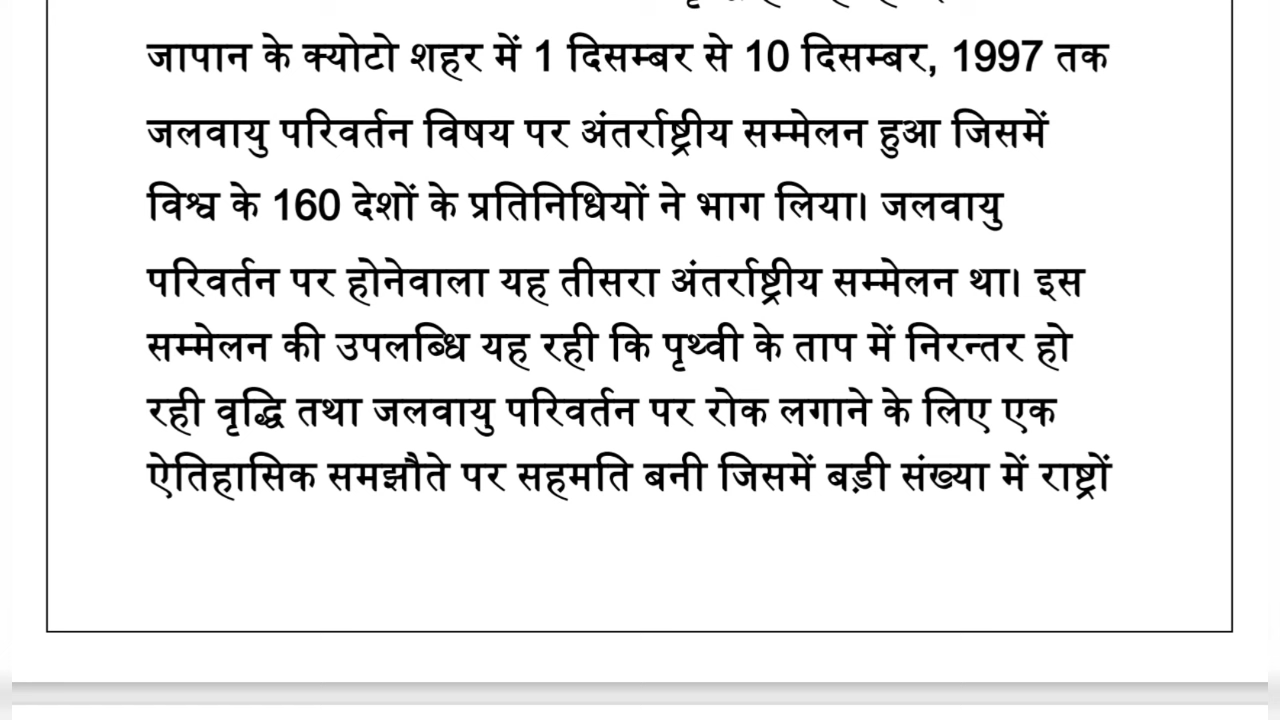 जापान के क्योटो शहर में 1 दिसम्बर से 10 दिसम्बर, 1997 तक
जलवायु परिवर्तन विषय पर अंतर्राष्ट्रीय सम्मेलन हुआ जिसमें
विश्व के 160 देशों के प्रतिनिधियों ने भाग लिया। जलवायु
परिवर्तन पर होनेवाला यह तीसरा अंतर्राष्ट्रीय सम्मेलन था। इस
सम्मेलन की उपलब्धि यह रही कि पृथ्वी के ताप में निरन्तर हो
रही वृद्धि तथा जलवायु परिवर्तन पर रोक लगाने के लिए एक
ऐतिहासिक समझौते पर सहमति बनी जिसमें बड़ी संख्या में राष्ट्रों